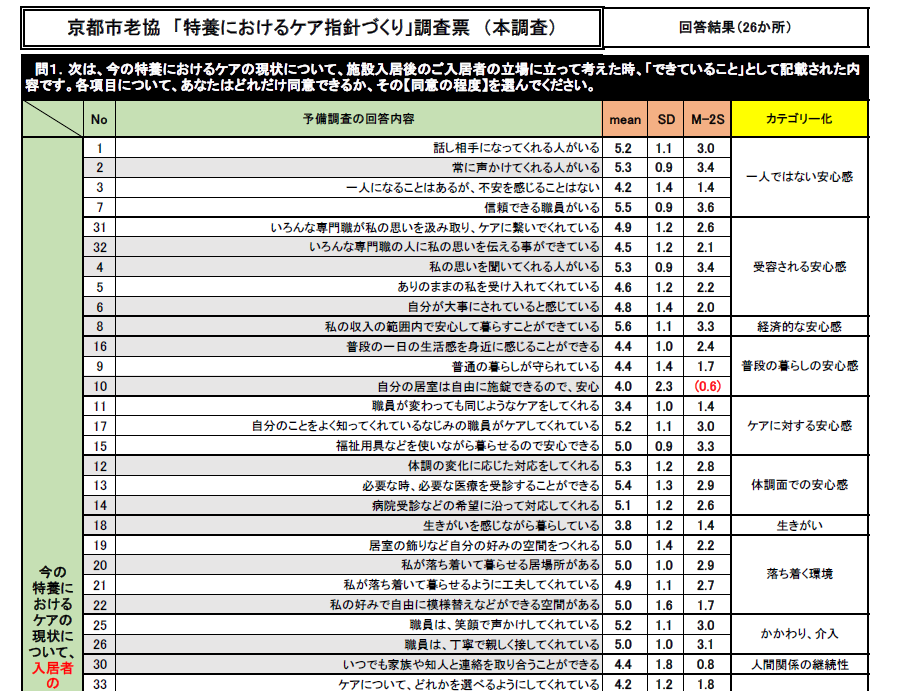 京都市老協 「特養におけるケア指針づくり」調査票 （本調査）
回答結果（26か所）
問１．次は、今の特養におけるケアの現状について、施設入居後のご入居者の立場に立って考えた時、「できていること」として記載された内
容です。各項目について、あなたはどれだけ同意できるか、その【同意の程度】を選んでください。
No 予備調査の回答内容 mean SD M-2S カテゴリー化
1 話し相手になってくれる人がいる 5.2 1.1 3.0
2 常に声かけてくれる人がいる 5.3 0.9 3.4
一人ではない安心感
3 一人になることはあるが、不安を感じることはない 4.2 1.4 1.4
7 信頼できる職員がいる 5.5 0.9 3.6
31 いろんな専門職が私の思いを汲み取り、ケアに繋いでくれている 4.9 1.2 2.6
32 いろんな専門職の人に私の思いを伝える事ができている 4.5 1.2 2.1
4 私の思いを聞いてくれる人がいる 5.3 0.9 3.4 受容される安心感
5 ありのままの私を受け入れてくれている 4.6 1.2 2.2
6 自分が大事にされていると感じている 4.8 1.4 2.0
8 私の収入の範囲内で安心して暮らすことができている 5.6 1.1 3.3 経済的な安心感
16 普段の一日の生活感を身近に感じることができる 4.4 1.0 2.4
9 普通の暮らしが守られている 4.4 1.4 1.7 普段の暮らしの安心感
10 自分の居室は自由に施錠できるので、安心 4.0 2.3 (0.6)
11 職員が変わっても同じようなケアをしてくれる 3.4 1.0 1.4
17 自分のことをよく知ってくれているなじみの職員がケアしてくれている 5.2 1.1 3.0 ケアに対する安心感
15 福祉用具などを使いながら暮らせるので安心できる 5.0 0.9 3.3
12 体調の変化に応じた対応をしてくれる 5.3 1.2 2.8
13 必要な時、必要な医療を受診することができる 5.4 1.3 2.9 体調面での安心感
14 病院受診などの希望に沿って対応してくれる 5.1 1.2 2.6
18 生きがいを感じながら暮らしている 3.8 1.2 1.4 生きがい
19 居室の飾りなど自分の好みの空間をつくれる 5.0 1.4 2.2
20 私が落ち着いて暮らせる居場所がある 5.0 1.0 2.9
落ち着く環境
21 私が落ち着いて暮らせるように工夫してくれている 4.9 1.1 2.7
22 私の好みで自由に模様替えなどができる空間がある 5.0 1.6 1.7
25 職員は、笑顔で声かけしてくれている 5.2 1.1 3.0
かかわり、介入
26 職員は、丁寧で親しく接してくれている 5.0 1.0 3.1
30 いつでも家族や知人と連絡を取り合うことができる 4.4 1.8 0.8 人間関係の継続性
33 ケアについて、どれかを選べるようにしてくれている 4.2 1.2 1.8
今の
特養に
おける
ケアの
現状に
ついて、
入居者
の